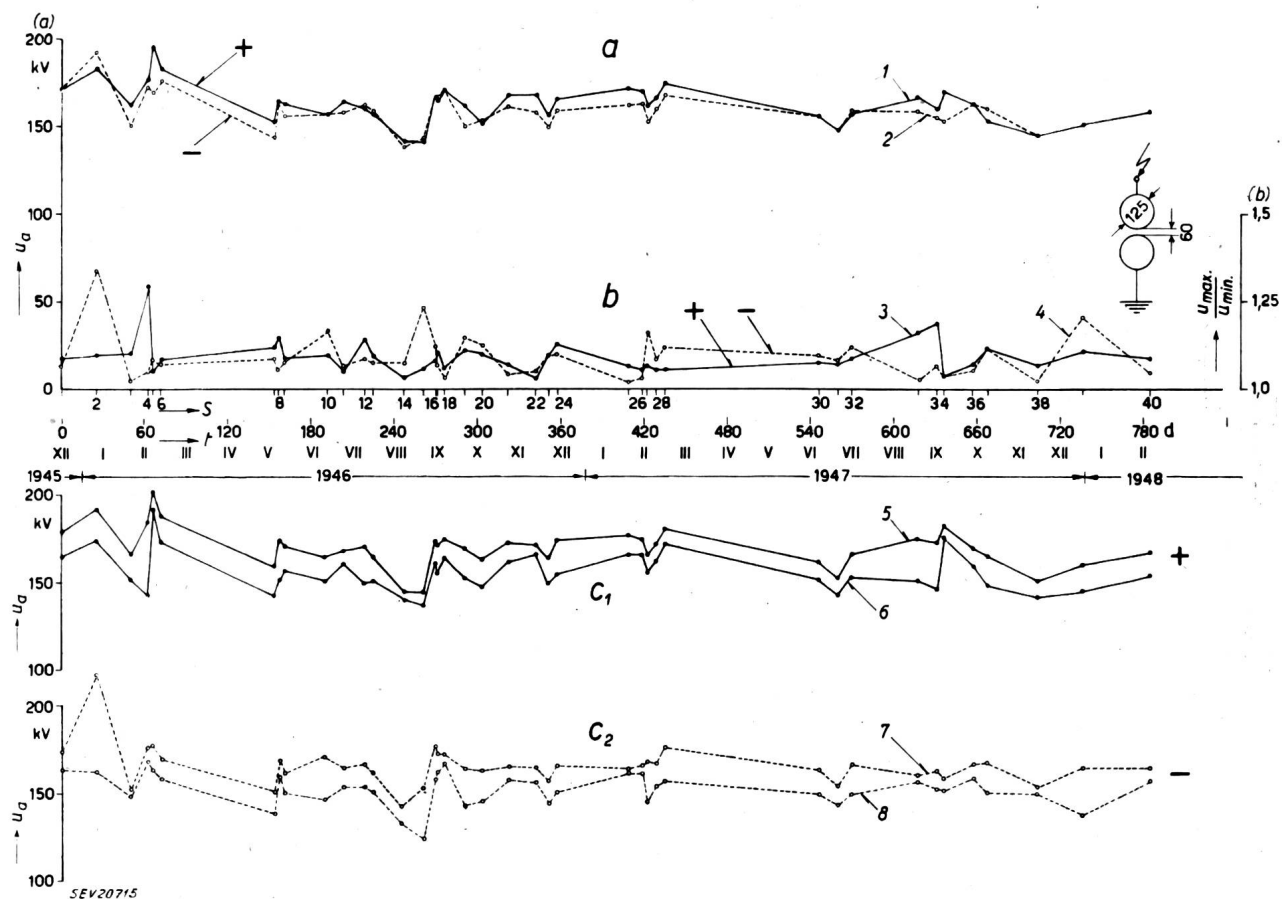 (a)
200
kV
150
100
50
0
u_a
a
+
−
1
2
125
60
(b)
1,5
1,25
1,0
u_max.
u_min.
b
+ −
3
4
2 4 6 8 10 12 14 16 18 20 22 24 26 28 30 32 34 36 38 40
s
0 60 120 180 240 300 360 420 480 540 600 660 720 780 d
t
XII I II III IV V VI VII VIII IX X XI XII I II III IV V VI VII VIII IX X XI XII I II
1945 1946 1947 1948
200
kV
150
100
u_a
C₁
5
6
+
200
kV
150
100
u_a
C₂
7
8
−
SEV20715